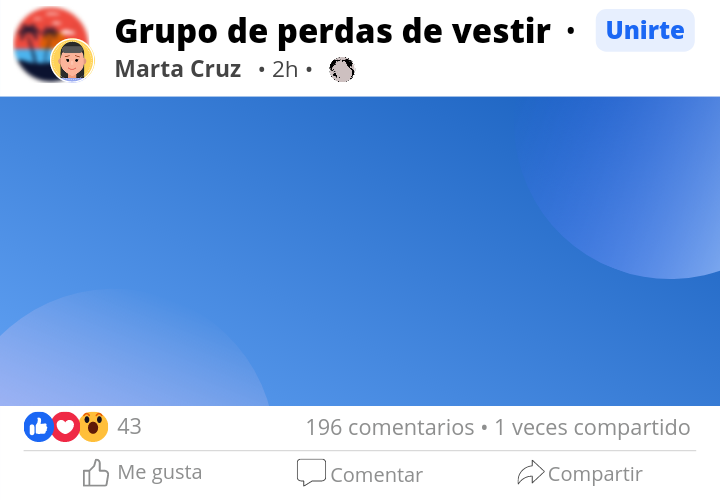 Grupo de perdas de vestir · Unirte
Marta Cruz · 2h ·
43 196 comentarios • 1 veces compartido
Me gusta Comentar Compartir